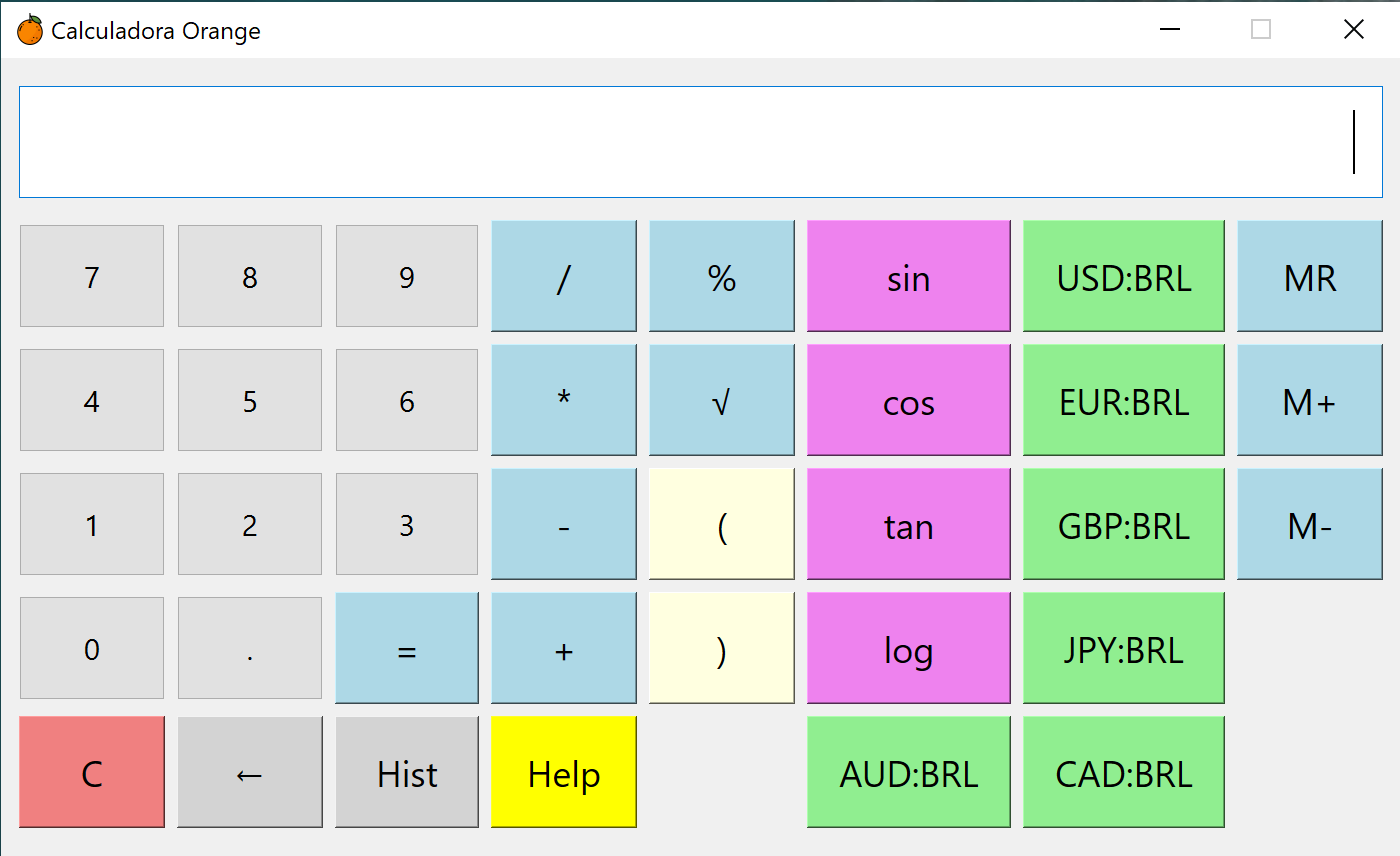 Calculadora Orange
7 8 9 / % sin USD:BRL MR
4 5 6 * √ cos EUR:BRL M+
1 2 3 - ( tan GBP:BRL M-
0 . = + ) log JPY:BRL
C ← Hist Help AUD:BRL CAD:BRL